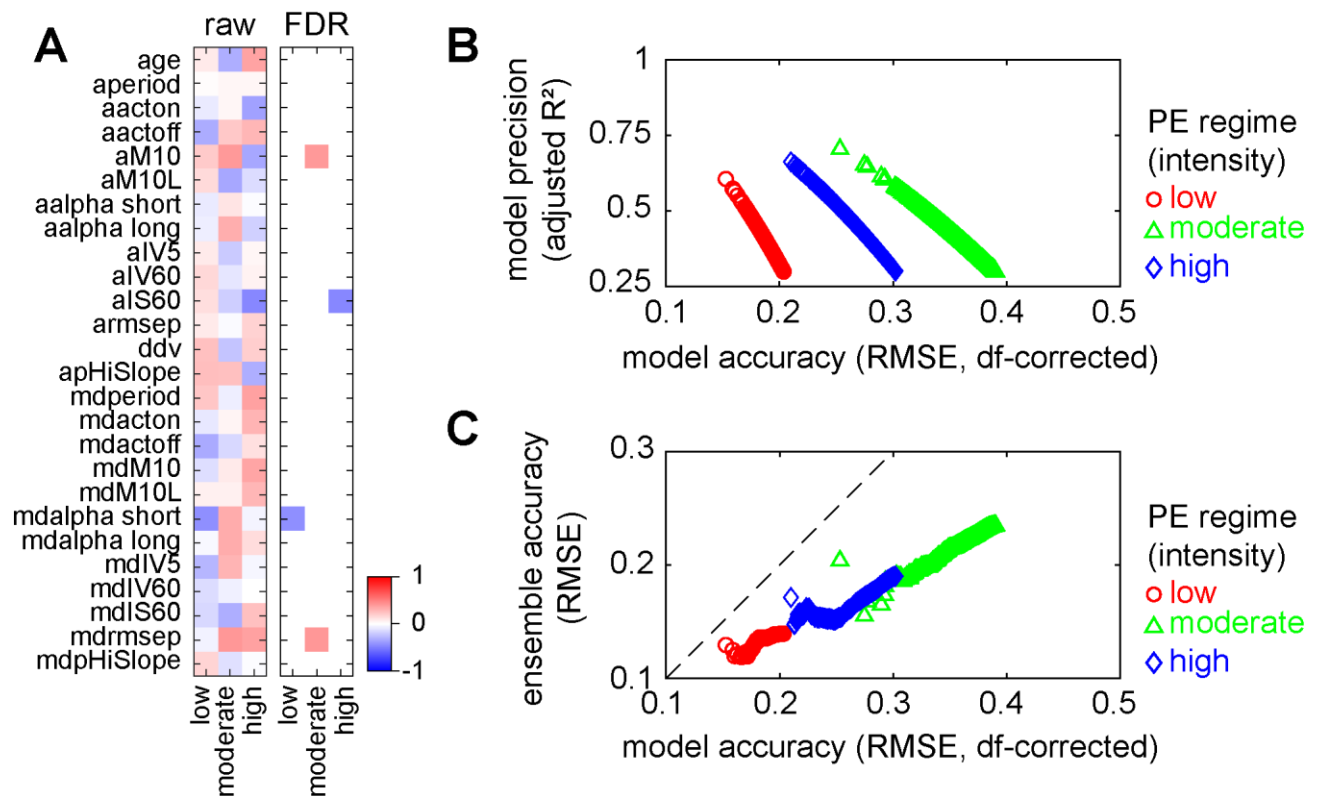 A
raw
FDR
age
aperiod
aacton
aactoff
aM10
aM10L
aalpha short
aalpha long
aIV5
aIV60
aIS60
armsep
ddv
apHiSlope
mdperiod
mdacton
mdactoff
mdM10
mdM10L
mdalpha short
mdalpha long
mdIV5
mdIV60
mdIS60
mdrmsep
mdpHiSlope
low
moderate
high
low
moderate
high
1
0
-1
B
model precision
(adjusted R²)
1
0.75
0.5
0.25
0.1
0.2
0.3
0.4
0.5
model accuracy (RMSE, df-corrected)
PE regime
(intensity)
low
moderate
high
C
ensemble accuracy
(RMSE)
0.3
0.2
0.1
0.1
0.2
0.3
0.4
0.5
model accuracy (RMSE, df-corrected)
PE regime
(intensity)
low
moderate
high